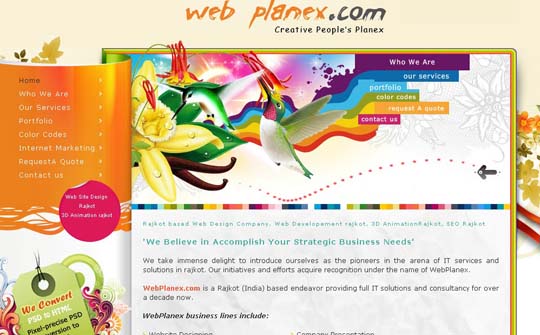 web planex.com
Creative People's Planex
Home
Who We Are
Our Services
Portfolio
Color Codes
Internet Marketing
RequestA Quote
Contact us
Web Site Design
Rajkot
3D Animation rajkot
We Convert
PSD to HTML
Pixel-precise PSD
conversion to
Who We Are
our services
portfolio
color codes
request A quote
contact us
Rajkot based Web Design Company. Web Developement rajkot, 3D AnimationRajkot, SEO Rajkot
'We Believe in Accomplish Your Strategic Business Needs'
We take immense delight to introduce ourselves as the pioneers in the arena of IT services and
solutions in rajkot. Our initiatives and efforts acquire recognition under the name of WebPlanex.
WebPlanex.com is a Rajkot (India) based endeavor providing full IT solutions and consultancy for over
a decade now.
WebPlanex business lines include:
Website Designing
Company Presentation